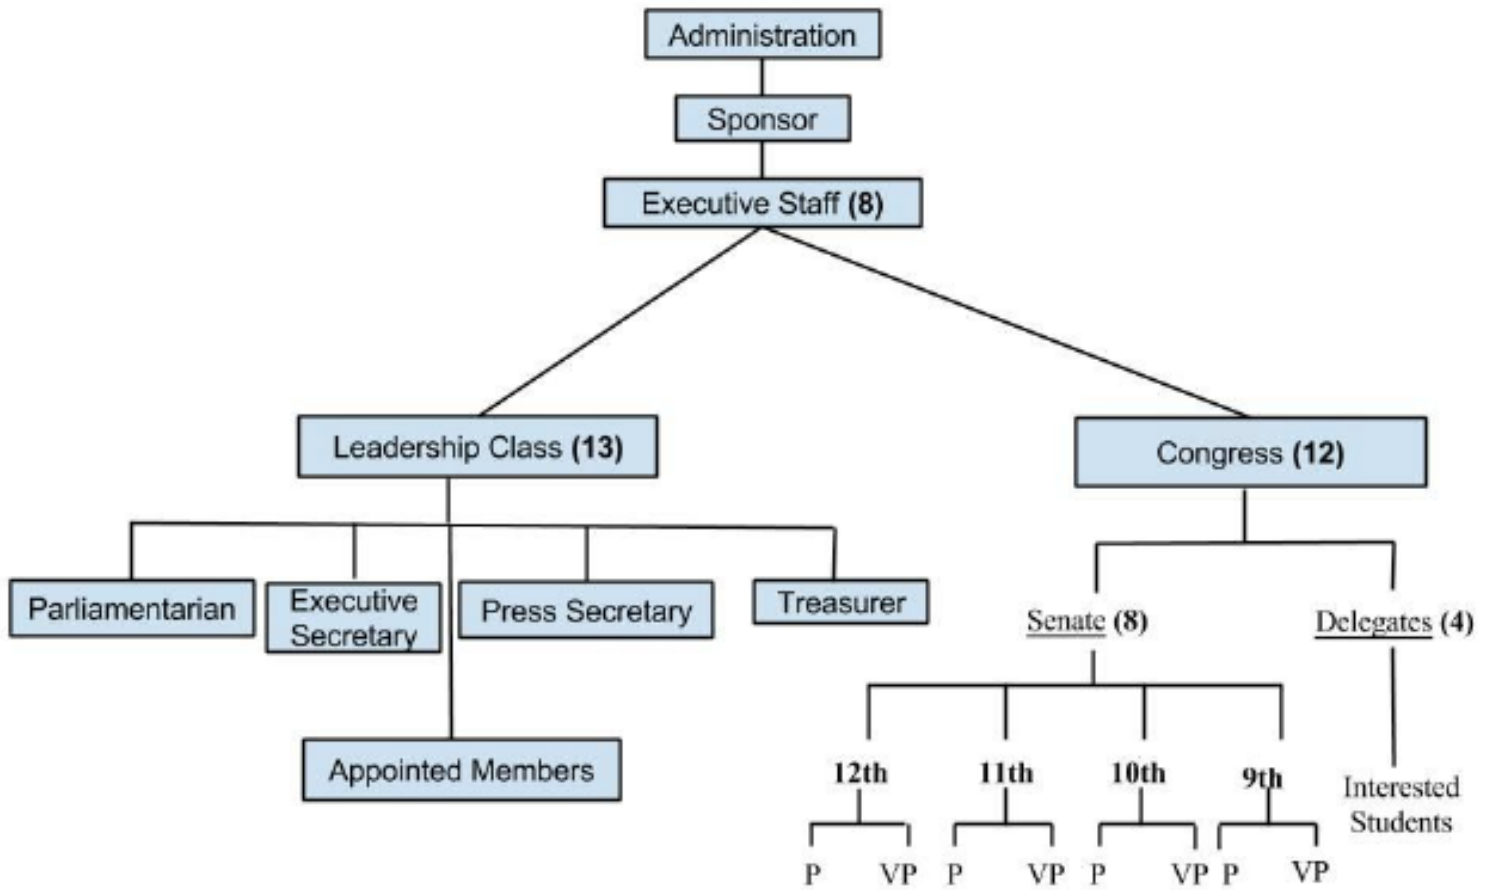 Administration
Sponsor
Executive Staff (8)
Leadership Class (13)
Congress (12)
Parliamentarian
Executive
Secretary
Press Secretary
Treasurer
Senate (8)
Delegates (4)
Appointed Members
12th
11th
10th
9th
Interested
Students
P
VP
P
VP
P
VP
P
VP